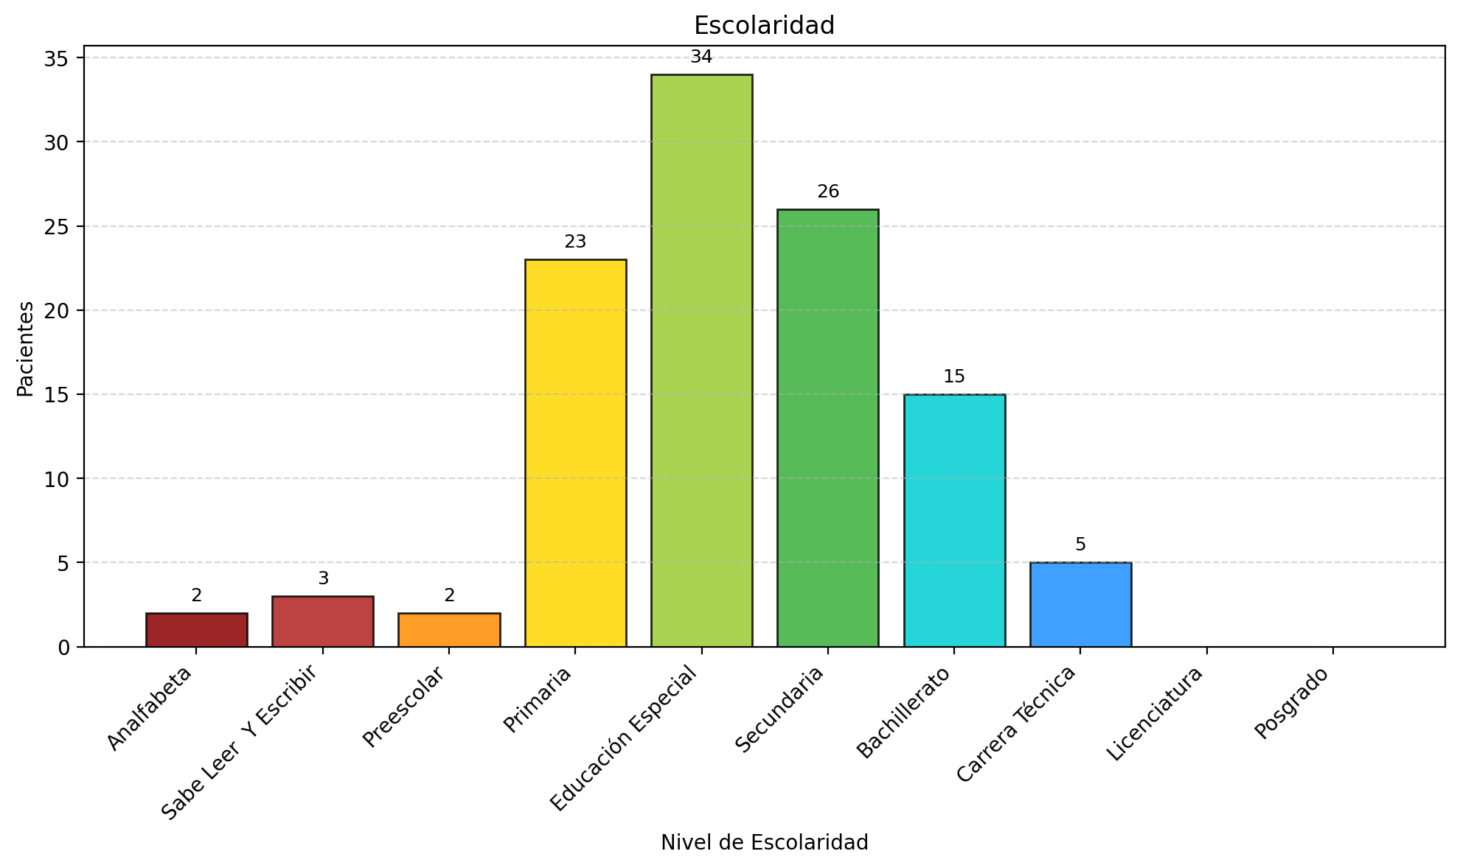 Escolaridad
Pacientes
35
30
25
20
15
10
5
0
2
3
2
23
34
26
15
5
Analfabeta
Sabe Leer  Y Escribir
Preescolar
Primaria
Educación Especial
Secundaria
Bachillerato
Carrera Técnica
Licenciatura
Posgrado
Nivel de Escolaridad